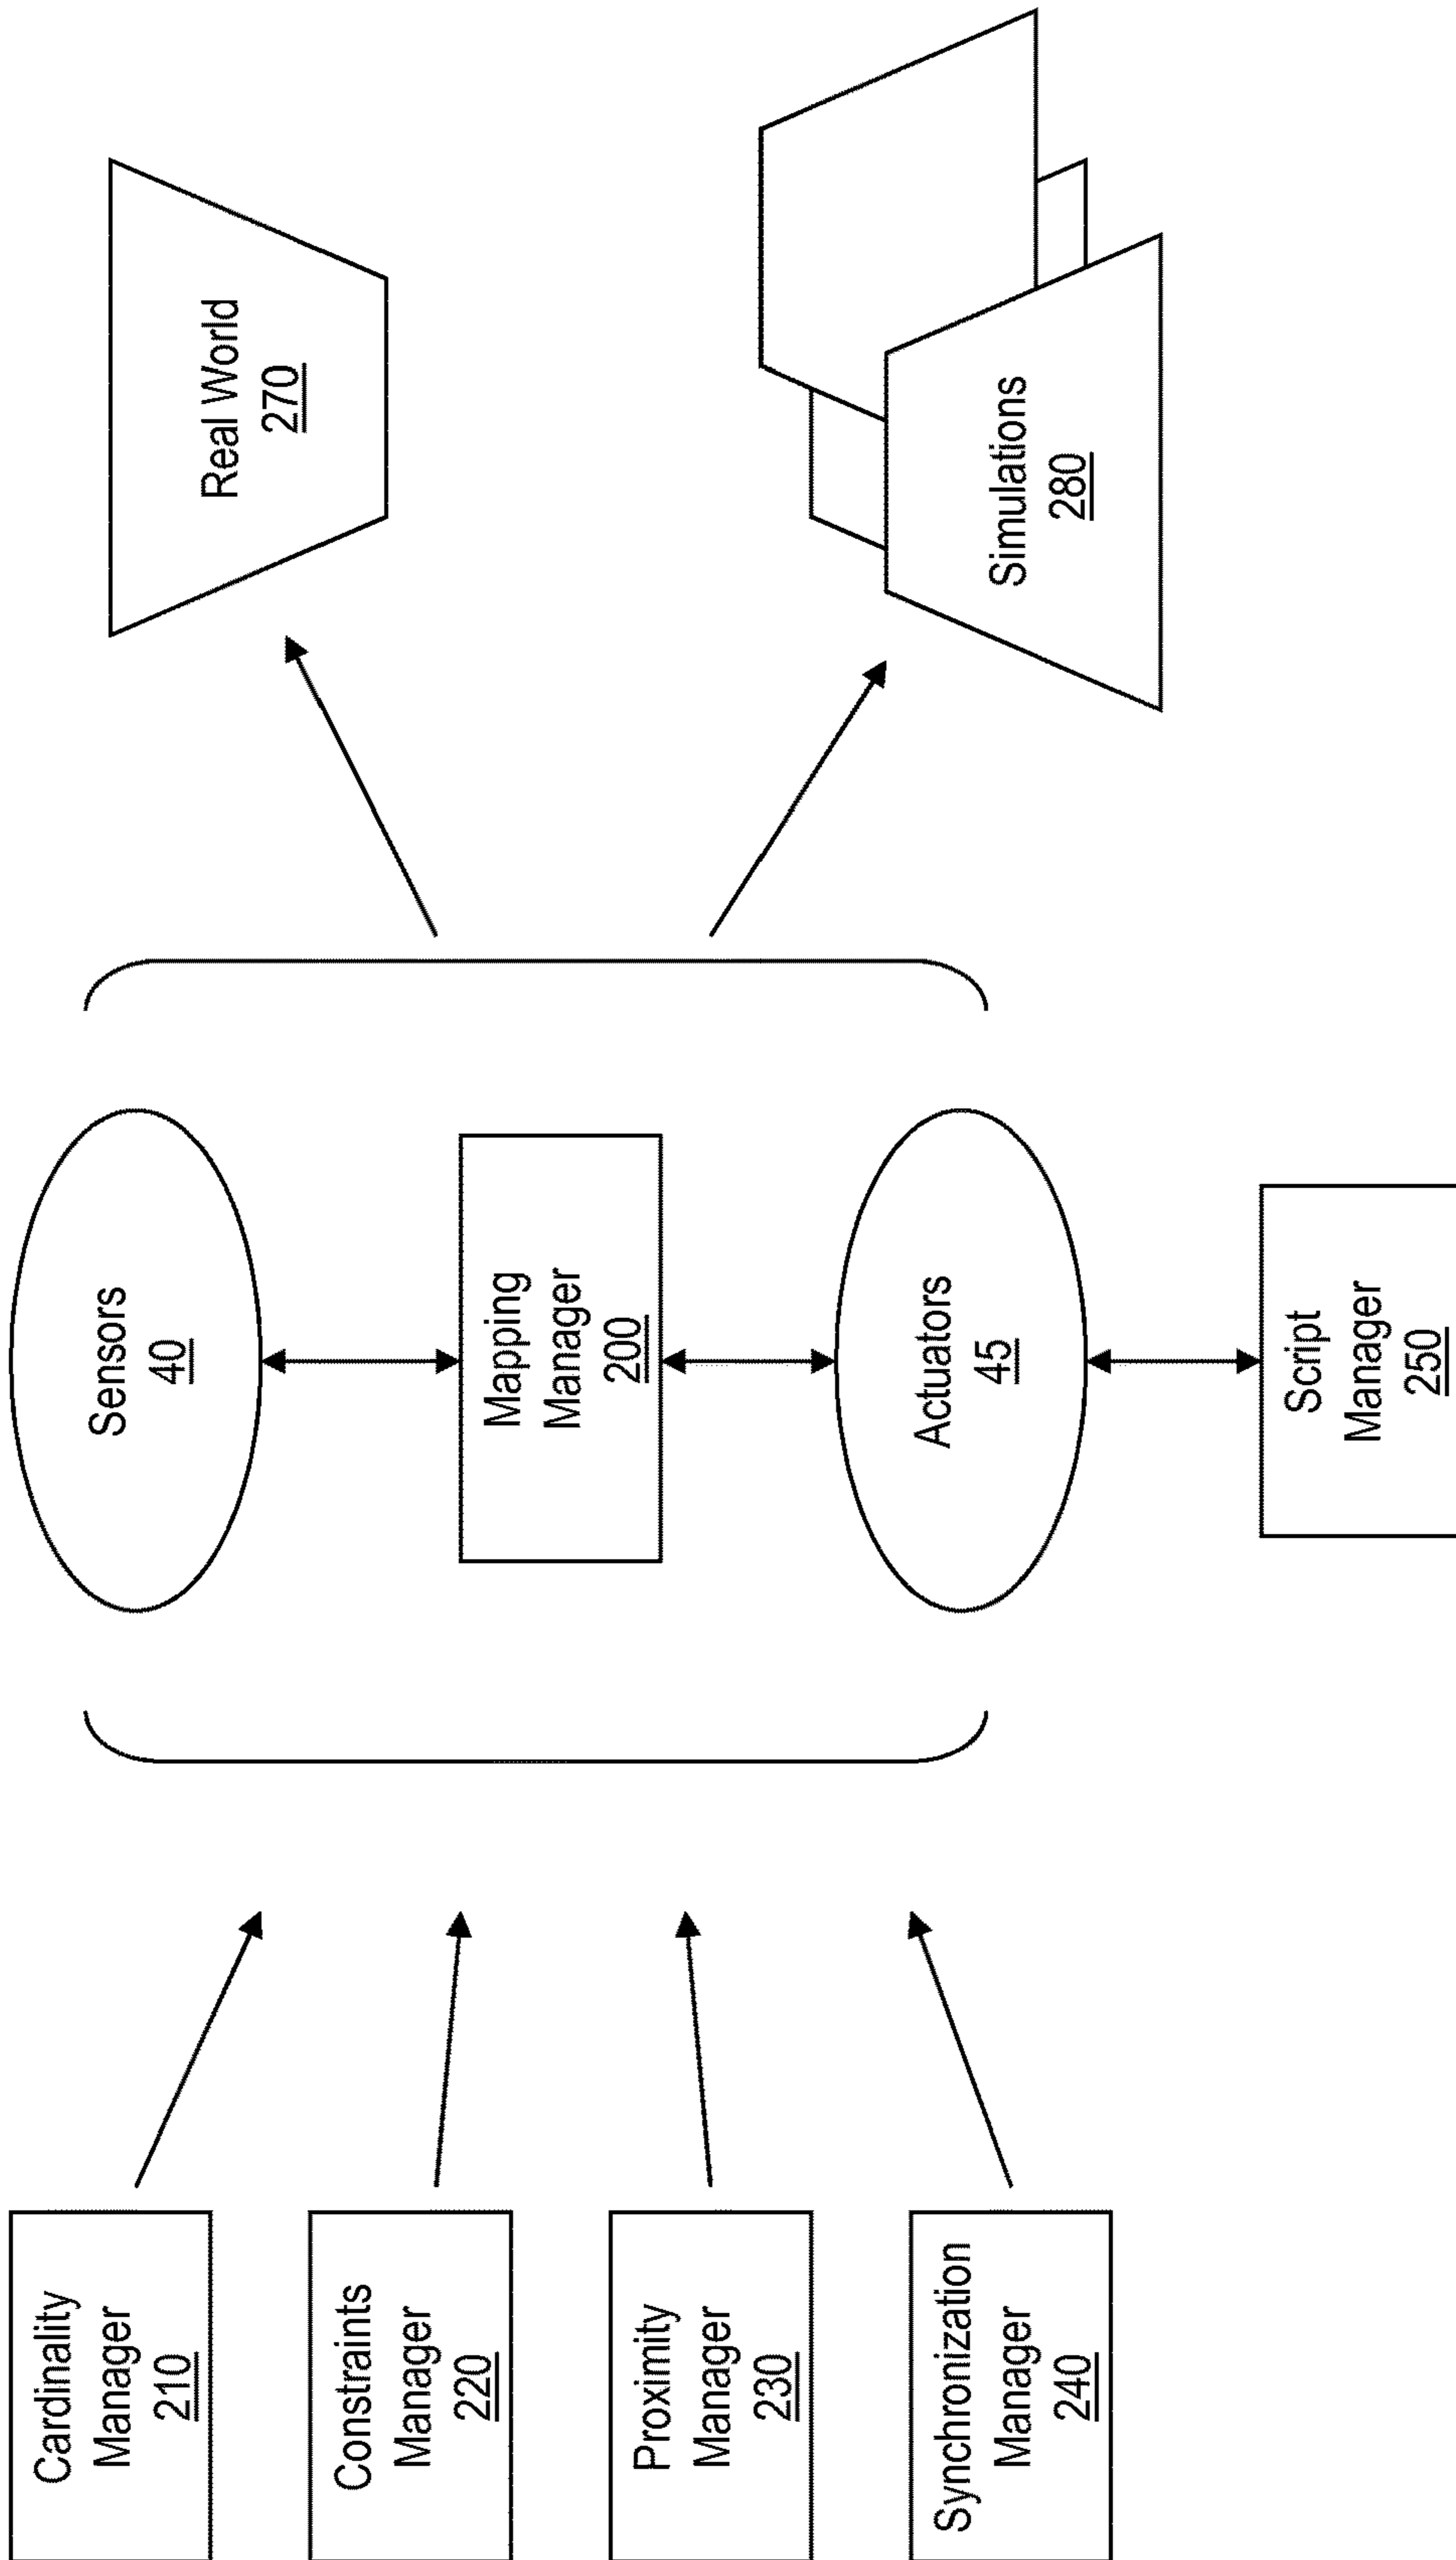 Cardinality
Manager
210
Constraints
Manager
220
Proximity
Manager
230
Synchronization
Manager
240
Sensors
40
Mapping
Manager
200
Actuators
45
Script
Manager
250
Real World
270
Simulations
280